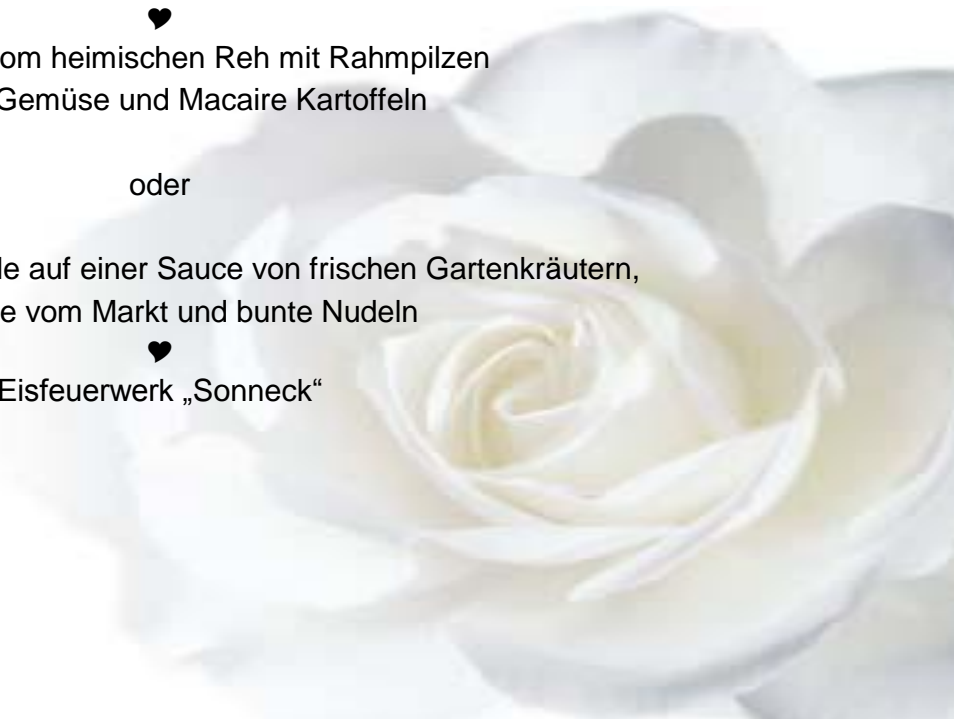 om heimischen Reh mit Rahmpilzen
Gemüse und Macaire Kartoffeln
oder
le auf einer Sauce von frischen Gartenkräutern,
e vom Markt und bunte Nudeln
Eisfeuerwerk „Sonneck“